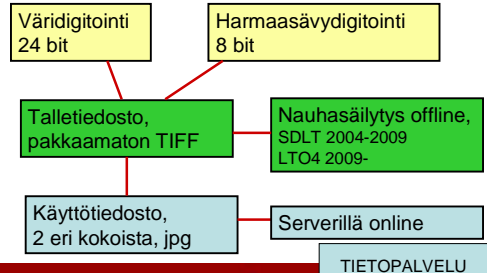 Väridigitointi
24 bit
Harmaasävydigitointi
8 bit
Talletiedosto,
pakkaamaton TIFF
Nauhasäilytys offline,
SDLT 2004-2009
LTO4 2009-
Käyttötiedosto,
2 eri kokoista, jpg
Serverillä online
TIETOPALVELU